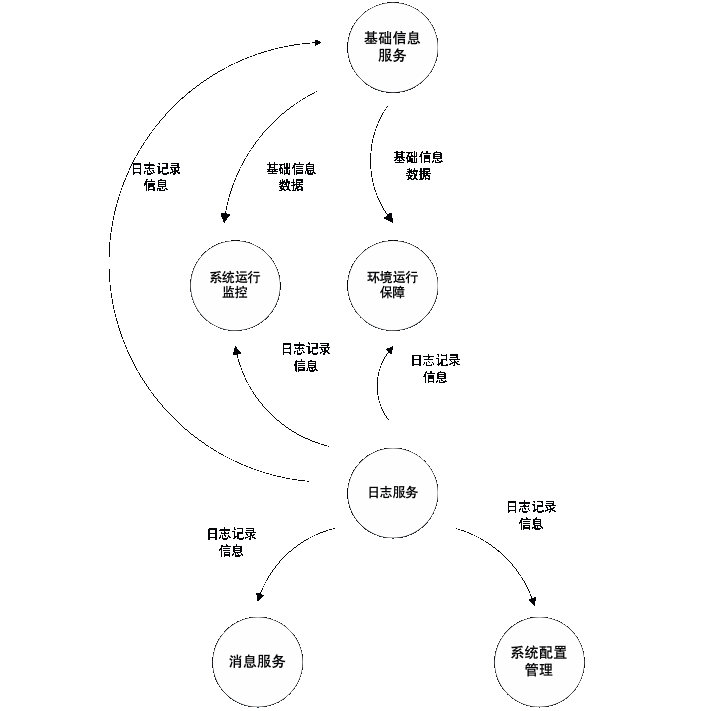 基础信息
服务
基础信息
数据
日志记录
信息
基础信息
数据
系统运行
监控
环境运行
保障
日志记录
信息
日志记录
信息
日志服务
日志记录
信息
日志记录
信息
消息服务
系统配置
管理